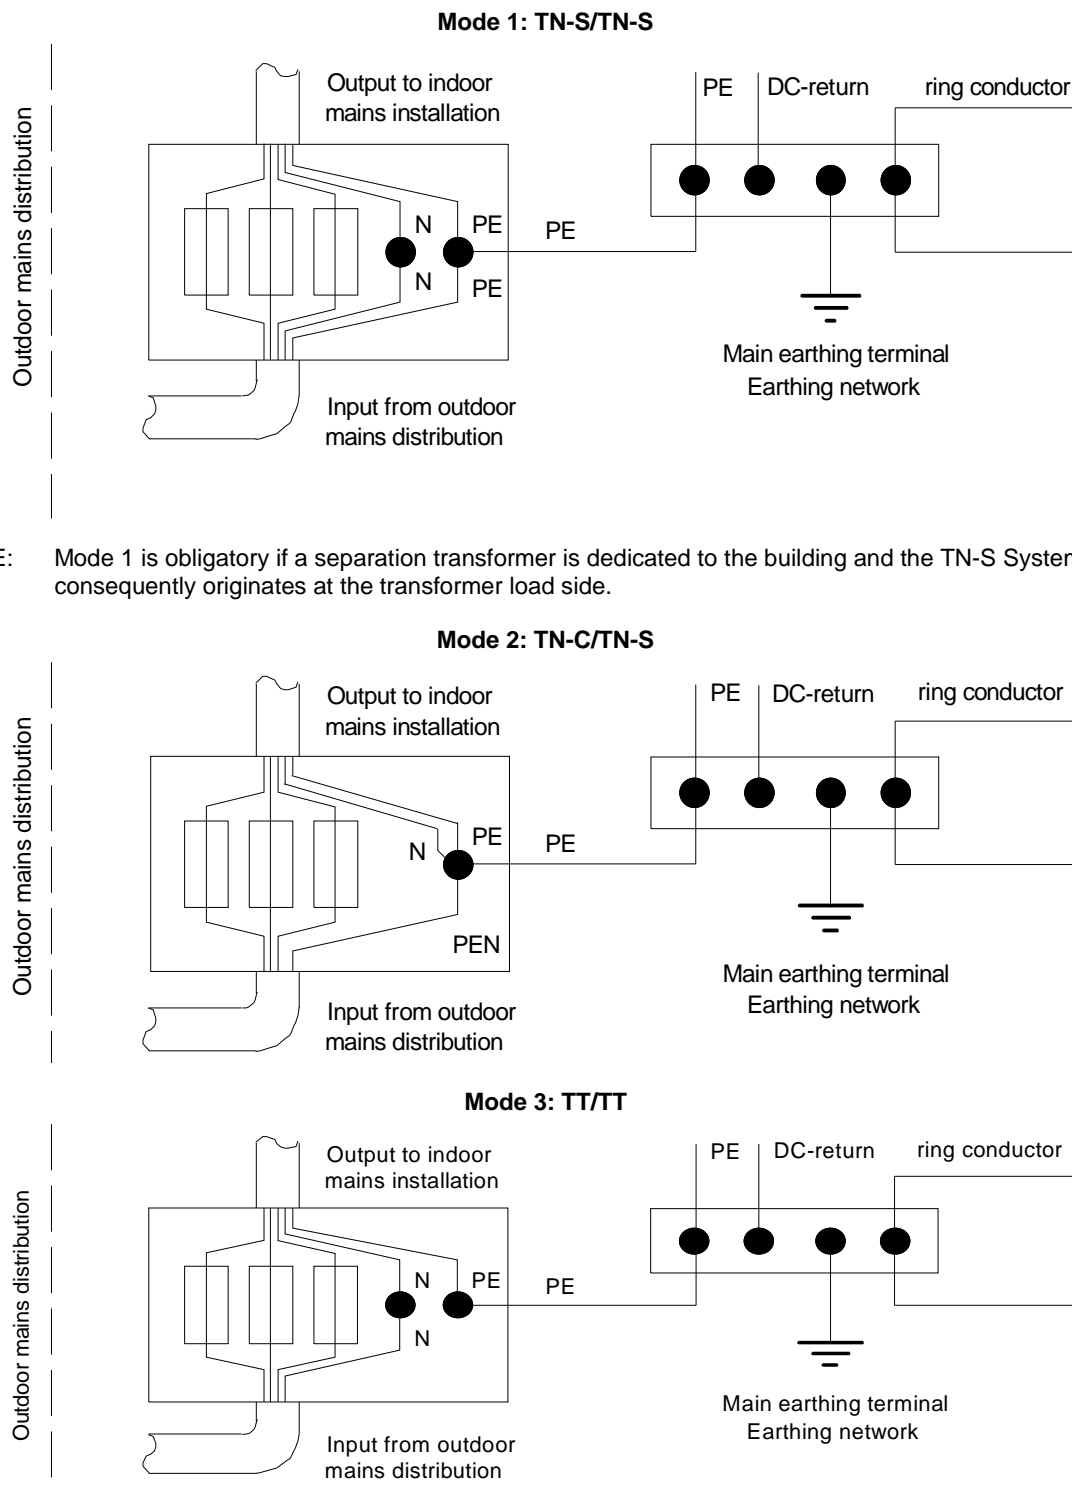 Mode 1: TN-S/TN-S
Outdoor mains distribution
Output to indoor
mains installation
PE
DC-return
ring conductor
N
PE
PE
N
PE
Main earthing terminal
Earthing network
Input from outdoor
mains distribution
E:
Mode 1 is obligatory if a separation transformer is dedicated to the building and the TN-S System
consequently originates at the transformer load side.
Mode 2: TN-C/TN-S
Outdoor mains distribution
Output to indoor
mains installation
PE
DC-return
ring conductor
N
PE
PE
PEN
Main earthing terminal
Earthing network
Input from outdoor
mains distribution
Mode 3: TT/TT
Outdoor mains distribution
Output to indoor
mains installation
PE
DC-return
ring conductor
N
PE
PE
N
Main earthing terminal
Earthing network
Input from outdoor
mains distribution